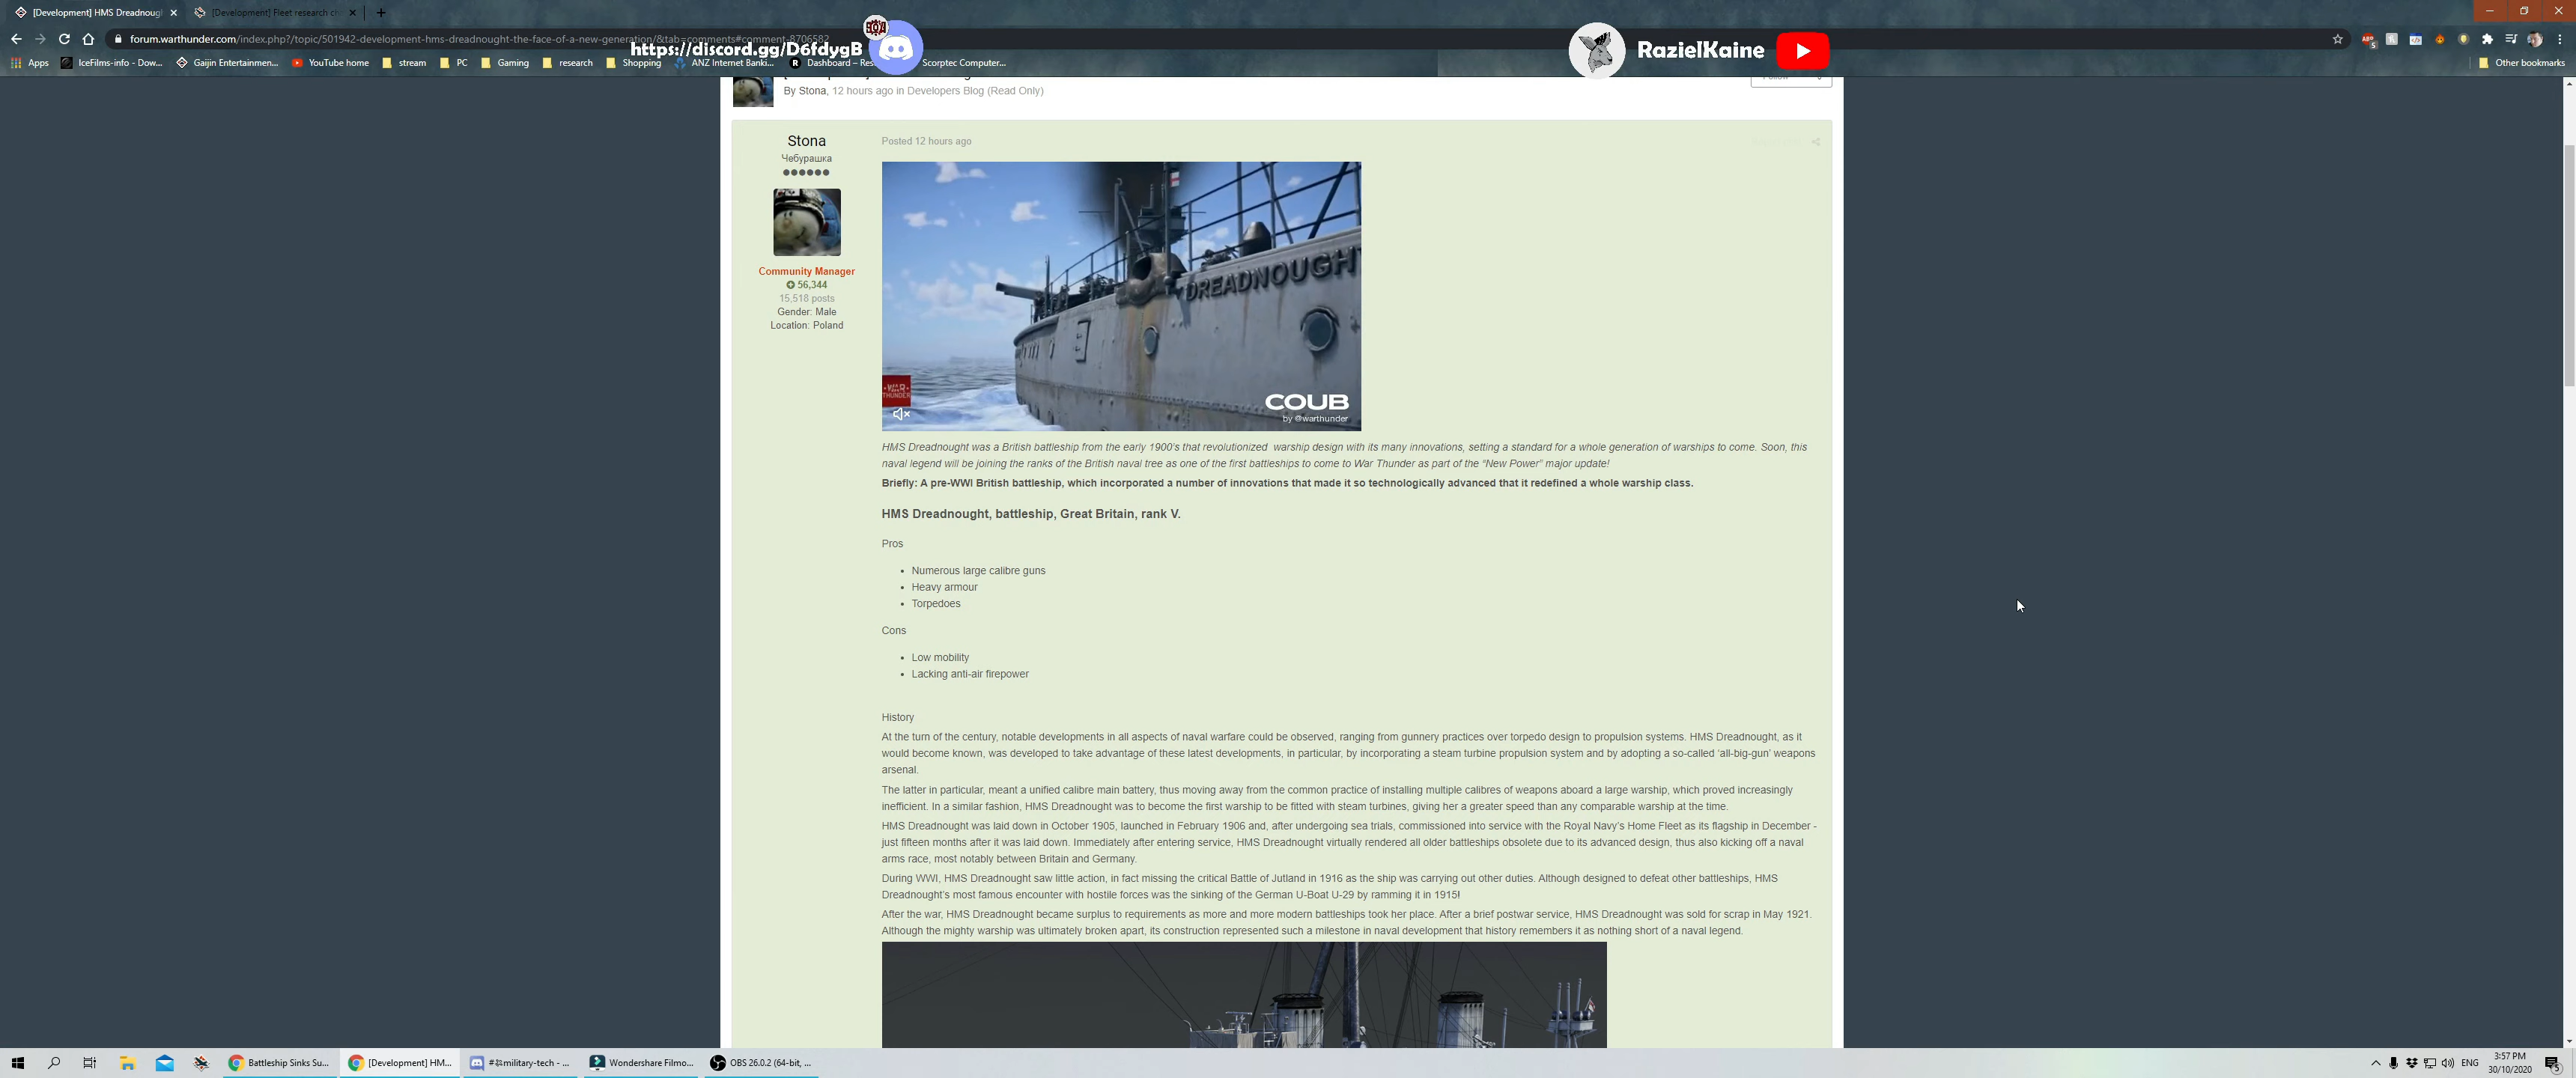 [Development] HMS Dreadnough
[Development] Fleet research ch
forum.warthunder.com/index.php?/topic/501942-development-hms-dreadnought-the-face-of-a-new-generation/&tab=comments#comment-8706582
https://discord.gg/D6fdygB
RazielKaine
Apps
IceFilms-info - Dow...
Gaijin Entertainmen...
YouTube home
stream
PC
Gaming
research
Shopping
ANZ Internet Banki...
Dashboard – Res
Scorptec Computer...
Other bookmarks
By Stona, 12 hours ago in Developers Blog (Read Only)
Stona
Чебурашка
Community Manager
56,344
15,518 posts
Gender: Male
Location: Poland
Posted 12 hours ago
DREADNOUGH
WAR THUNDER
COUB
by @warthunder
HMS Dreadnought was a British battleship from the early 1900's that revolutionized warship design with its many innovations, setting a standard for a whole generation of warships to come. Soon, this
naval legend will be joining the ranks of the British naval tree as one of the first battleships to come to War Thunder as part of the “New Power” major update!
Briefly: A pre-WWI British battleship, which incorporated a number of innovations that made it so technologically advanced that it redefined a whole warship class.
HMS Dreadnought, battleship, Great Britain, rank V.
Pros
• Numerous large calibre guns
• Heavy armour
• Torpedoes
Cons
• Low mobility
• Lacking anti-air firepower
History
At the turn of the century, notable developments in all aspects of naval warfare could be observed, ranging from gunnery practices over torpedo design to propulsion systems. HMS Dreadnought, as it
would become known, was developed to take advantage of these latest developments, in particular, by incorporating a steam turbine propulsion system and by adopting a so-called ‘all-big-gun’ weapons
arsenal.
The latter in particular, meant a unified calibre main battery, thus moving away from the common practice of installing multiple calibres of weapons aboard a large warship, which proved increasingly
inefficient. In a similar fashion, HMS Dreadnought was to become the first warship to be fitted with steam turbines, giving her a greater speed than any comparable warship at the time.
HMS Dreadnought was laid down in October 1905, launched in February 1906 and, after undergoing sea trials, commissioned into service with the Royal Navy’s Home Fleet as its flagship in December -
just fifteen months after it was laid down. Immediately after entering service, HMS Dreadnought virtually rendered all older battleships obsolete due to its advanced design, thus also kicking off a naval
arms race, most notably between Britain and Germany.
During WWI, HMS Dreadnought saw little action, in fact missing the critical Battle of Jutland in 1916 as the ship was carrying out other duties. Although designed to defeat other battleships, HMS
Dreadnought’s most famous encounter with hostile forces was the sinking of the German U-Boat U-29 by ramming it in 1915!
After the war, HMS Dreadnought became surplus to requirements as more and more modern battleships took her place. After a brief postwar service, HMS Dreadnought was sold for scrap in May 1921.
Although the mighty warship was ultimately broken apart, its construction represented such a milestone in naval development that history remembers it as nothing short of a naval legend.
Battleship Sinks Su...
[Development] HM...
military-tech - ...
Wondershare Filmo...
OBS 26.0.2 (64-bit, ...
ENG
3:57 PM
30/10/2020